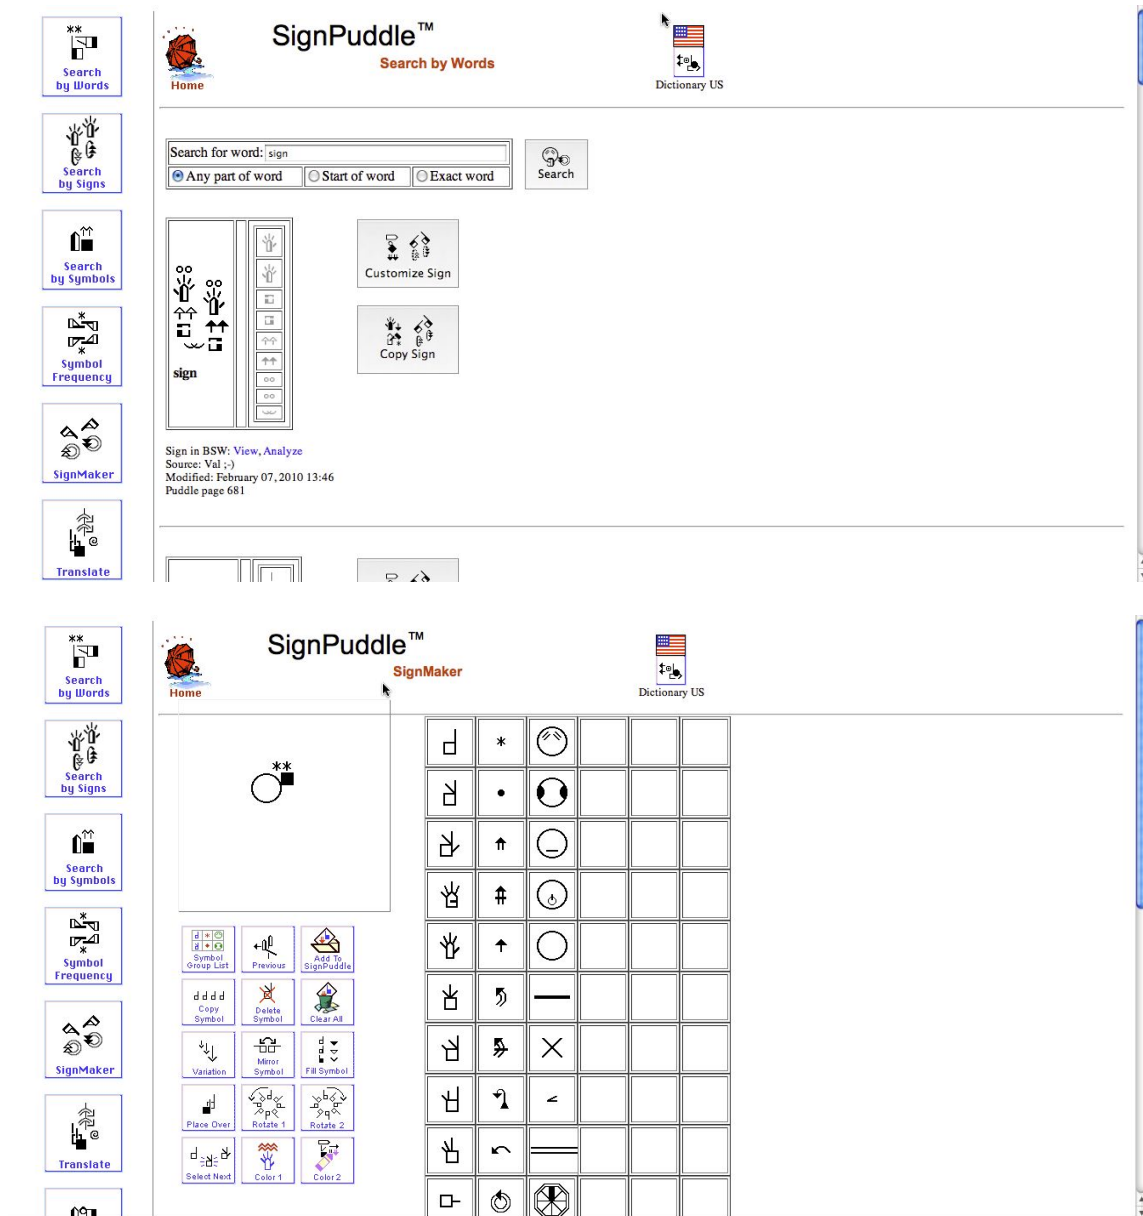 SignPuddle™
Search by Words
Home
Dictionary US
Search
by Words
Search
by Signs
Search
by Symbols
Symbol
Frequency
SignMaker
Translate
Search for word: sign
Any part of word Start of word Exact word
Search
sign
Customize Sign
Copy Sign
Sign in BSW: View, Analyze
Source: Val ;-)
Modified: February 07, 2010 13:46
Puddle page 681
SignPuddle™
SignMaker
Home
Dictionary US
Search
by Words
Search
by Signs
Search
by Symbols
Symbol
Frequency
SignMaker
Translate
Symbol
Group List
Previous
Add To
SignPuddle
Copy
Symbol
Delete
Symbol
Clear All
Variation
Mirror
Symbol
Fill Symbol
Place Over
Rotate 1
Rotate 2
Select Next
Color 1
Color 2